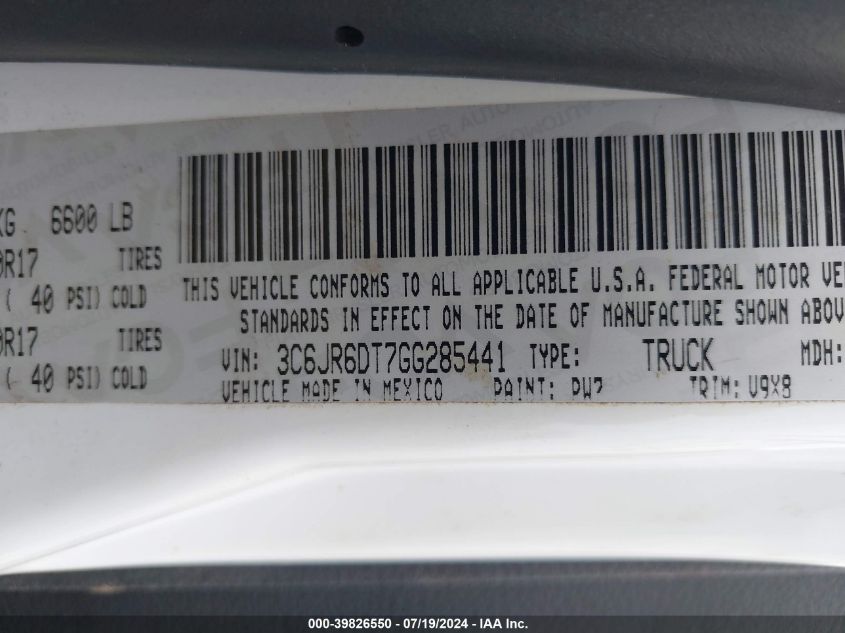 KG 6600 LB
R17 TIRES
( 40 PSI) COLD
R17 TIRES
( 40 PSI) COLD
THIS VEHICLE CONFORMS TO ALL APPLICABLE U.S.A. FEDERAL MOTOR VE
STANDARDS IN EFFECT ON THE DATE OF MANUFACTURE SHOWN ABOV
VIN: 3C6JR6DT7GG285441 TYPE: TRUCK MDH:
VEHICLE MADE IN MEXICO PAINT: PW7 TRIM: V9X8
000-39826550 - 07/19/2024 - IAA Inc.